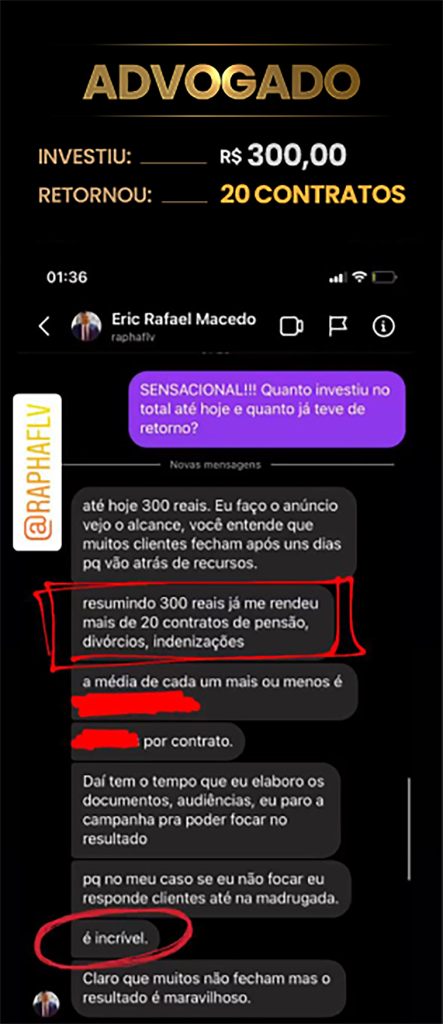 ADVOGADO
INVESTIU: R$ 300,00
RETORNOU: 20 CONTRATOS
01:36
Eric Rafael Macedo
raphaflv
@RAPHAFLV
SENSACIONAL!!! Quanto investiu no
total até hoje e quanto já teve de
retorno?
Novas mensagens
até hoje 300 reais. Eu faço o anúncio
vejo o alcance, você entende que
muitos clientes fecham após uns dias
pq vão atrás de recursos.
resumindo 300 reais já me rendeu
mais de 20 contratos de pensão,
divórcios, indenizações
a média de cada um mais ou menos é
por contrato.
Daí tem o tempo que eu elaboro os
documentos, audiências, eu paro a
campanha pra poder focar no
resultado
pq no meu caso se eu não focar eu
responde clientes até na madrugada.
é incrível.
Claro que muitos não fecham mas o
resultado é maravilhoso.